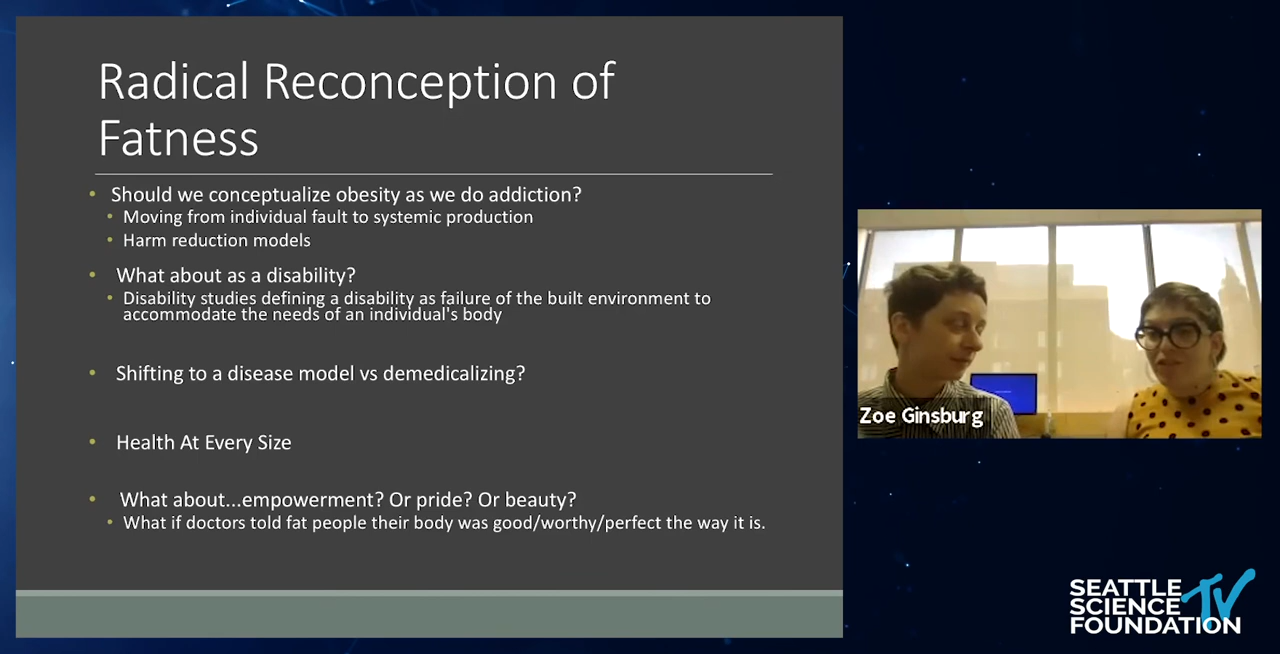 Radical Reconception of
Fatness
• Should we conceptualize obesity as we do addiction?
• Moving from individual fault to systemic production
• Harm reduction models
• What about as a disability?
• Disability studies defining a disability as failure of the built environment to
accommodate the needs of an individual's body
• Shifting to a disease model vs demedicalizing?
• Health At Every Size
• What about...empowerment? Or pride? Or beauty?
• What if doctors told fat people their body was good/worthy/perfect the way it is.
Zoe Ginsburg
SEATTLE
SCIENCE TV
FOUNDATION